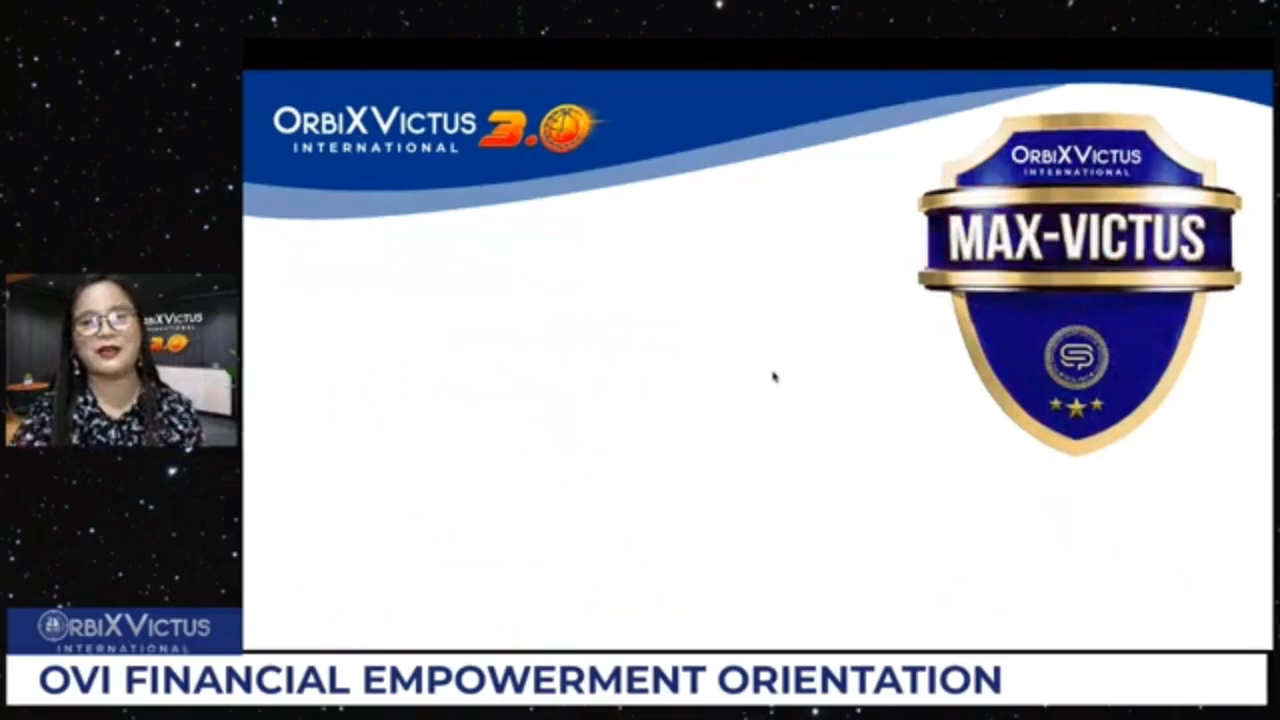 ORBIXVICTUS 3.0
INTERNATIONAL
ORBIXVICTUS
INTERNATIONAL
MAX-VICTUS
ORBIXVICTUS
INTERNATIONAL
OVI FINANCIAL EMPOWERMENT ORIENTATION